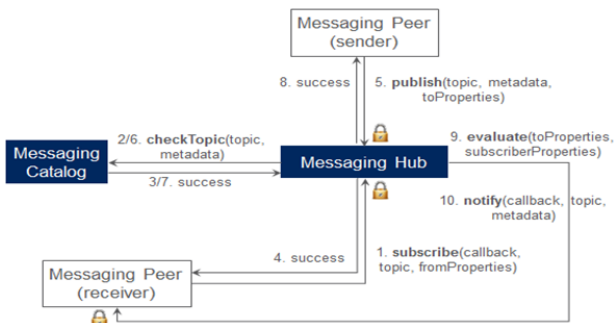 Messaging Peer
(sender)
8. success
5. publish(topic, metadata,
toProperties)
2/6. checkTopic(topic,
metadata)
9. evaluate(toProperties,
subscriberProperties)
Messaging
Catalog
Messaging Hub
3/7. success
10. notify(callback, topic,
metadata)
4. success
1. subscribe(callback,
topic, fromProperties)
Messaging Peer
(receiver)